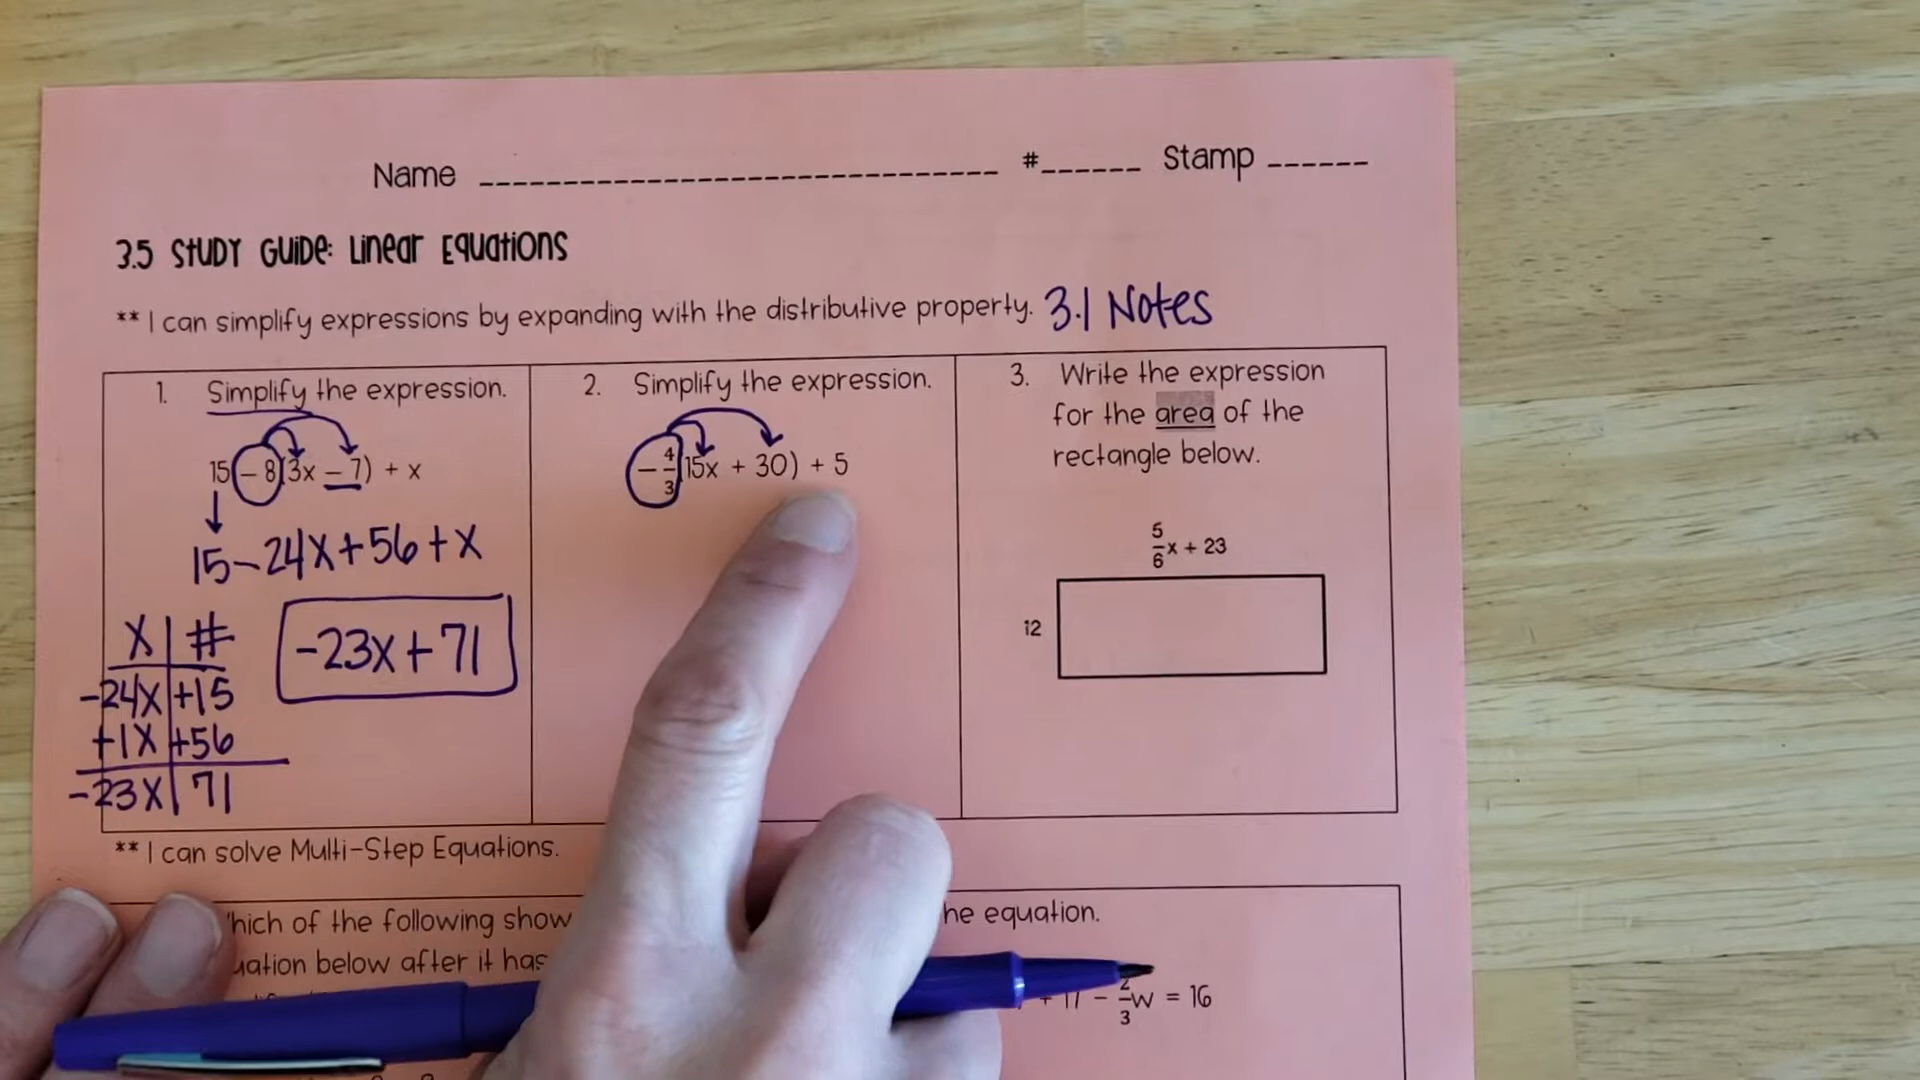 Name ____________________________ #______ Stamp ______
3.5 Study Guide: Linear Equations
** I can simplify expressions by expanding with the distributive property. 3.1 Notes
1. Simplify the expression.
15 - 8(3x - 7) + x
15 - 24x + 56 + x
x | #
-24x | +15
+1x | +56
-23x | 71
-23x + 71
2. Simplify the expression.
-4/3(15x + 30) + 5
3. Write the expression
for the area of the
rectangle below.
5/6x + 23
12
** I can solve Multi-Step Equations.
of the following show
below after it has
equation.
+ 17 - 2/3w = 16